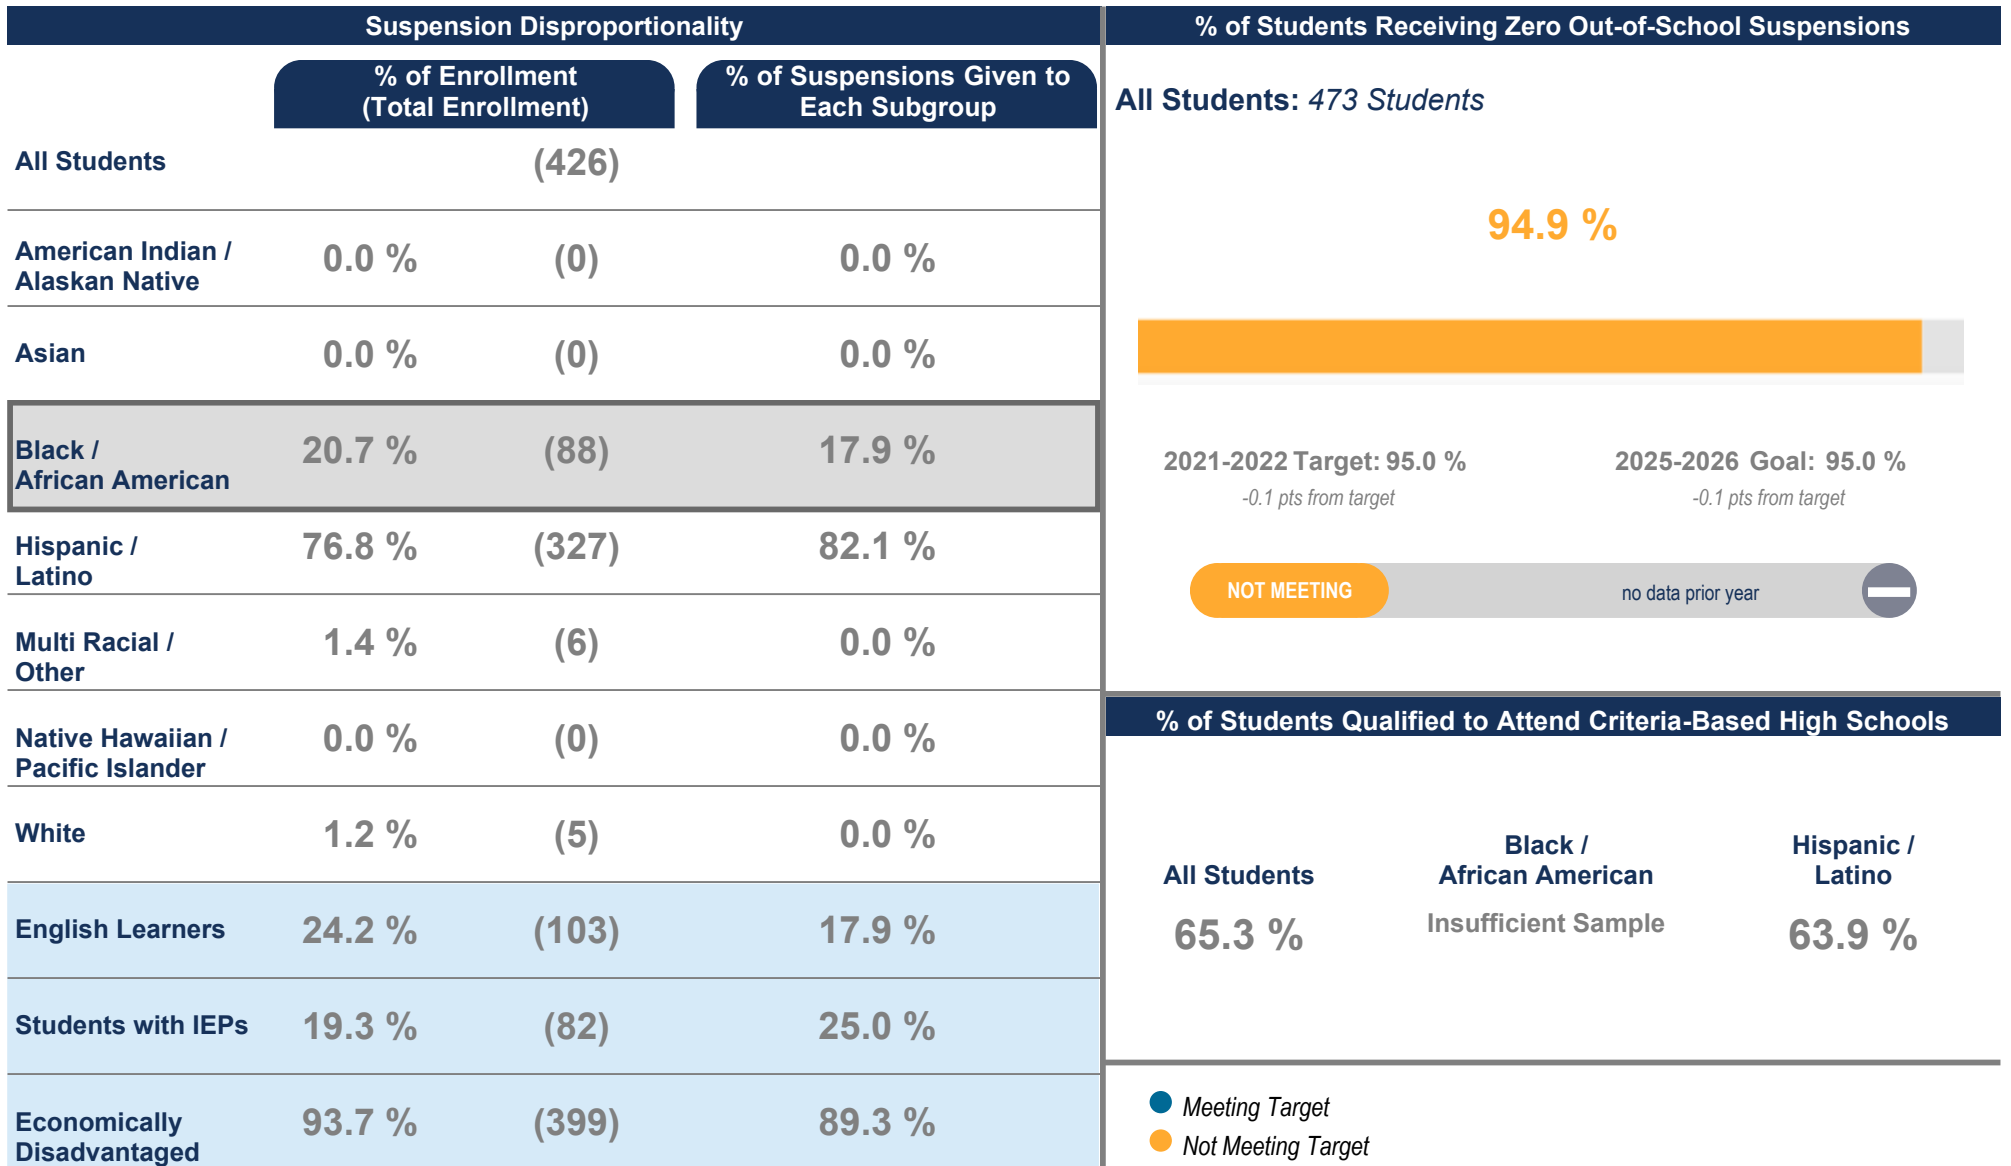 Suspension Disproportionality
% of Enrollment
(Total Enrollment)
% of Suspensions Given to
Each Subgroup
All Students
(426)
American Indian /
Alaskan Native
0.0 % (0) 0.0 %
Asian 0.0 % (0) 0.0 %
Black /
African American
20.7 % (88) 17.9 %
Hispanic /
Latino
76.8 % (327) 82.1 %
Multi Racial /
Other
1.4 % (6) 0.0 %
Native Hawaiian /
Pacific Islander
0.0 % (0) 0.0 %
White 1.2 % (5) 0.0 %
English Learners 24.2 % (103) 17.9 %
Students with IEPs 19.3 % (82) 25.0 %
Economically
Disadvantaged
93.7 % (399) 89.3 %
% of Students Receiving Zero Out-of-School Suspensions
All Students: 473 Students
94.9 %
2021-2022 Target: 95.0 %
-0.1 pts from target
2025-2026 Goal: 95.0 %
-0.1 pts from target
NOT MEETING
no data prior year
% of Students Qualified to Attend Criteria-Based High Schools
All Students
65.3 %
Black /
African American
Insufficient Sample
Hispanic /
Latino
63.9 %
Meeting Target
Not Meeting Target